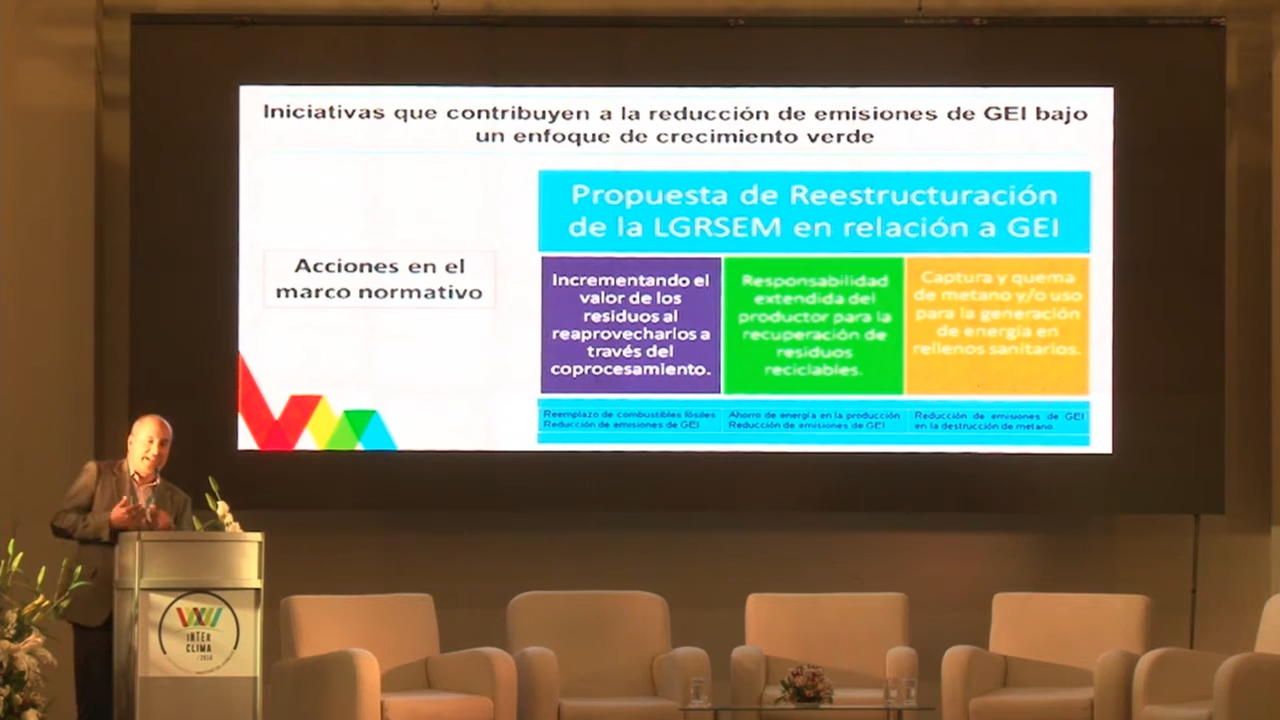 Iniciativas que contribuyen a la reducción de emisiones de GEI bajo
un enfoque de crecimiento verde
Propuesta de Reestructuración
de la LGRSEM en relación a GEI
Acciones en el
marco normativo
Incrementando el
valor de los
residuos al
reaprovecharlos a
través del
coprocesamiento.
Responsabilidad
extendida del
productor para la
recuperación de
residuos
reciclables.
Captura y quema
de metano y/o uso
para la generación
de energía en
rellenos sanitarios.
Reemplazo de combustibles fósiles
Reducción de emisiones de GEI
Ahorro de energía en la producción
Reducción de emisiones de GEI
Reducción de emisiones de GEI
en la destrucción de metano.
INTER
CLIMA